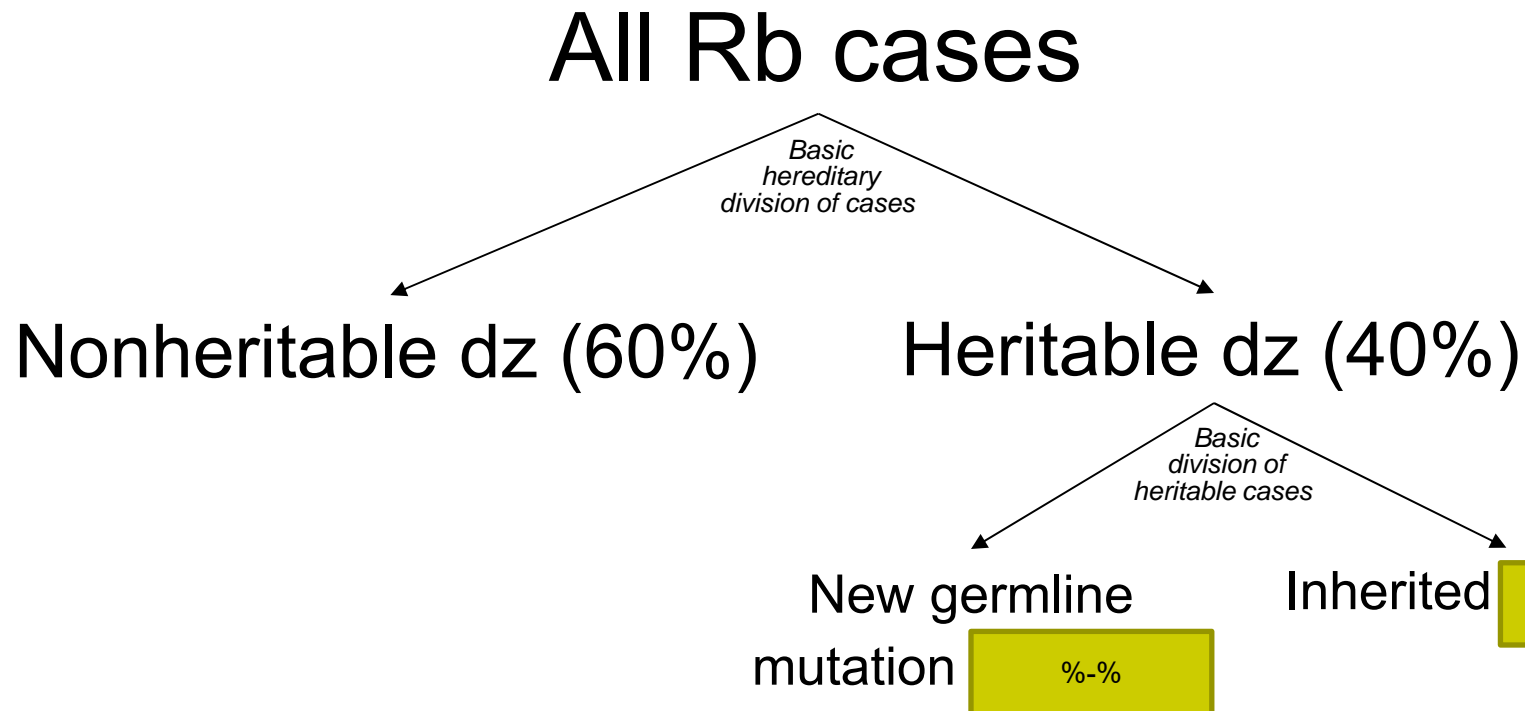 All Rb cases
Basic
hereditary
division of cases
Nonheritable dz (60%)
Heritable dz (40%)
Basic
division of
heritable cases
New germline
mutation
%-%
Inherited